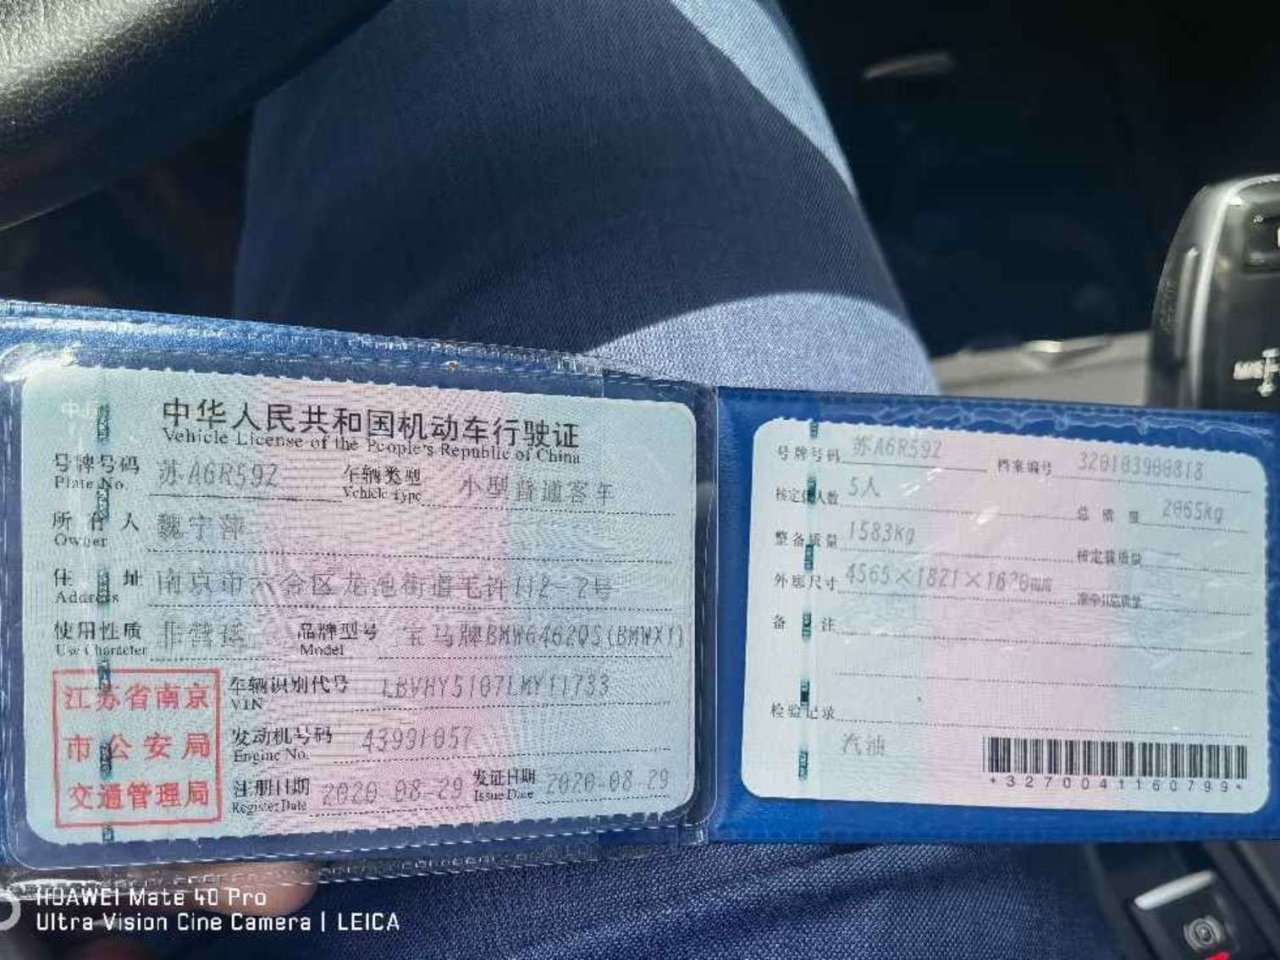 中华人民共和国机动车行驶证
Vehicle License of the People's Republic of China
号牌号码 苏A6R59Z 车辆类型 小型普通客车
Plate No. Vehicle Type
所有人 魏宁萍
Owner
住址 南京市六合区龙池街道毛许112-2号
Address
使用性质 非营运 品牌型号 宝马牌BMW6462QS(BMWX1)
Use Character Model
江苏省南京
市公安局
交通管理局
车辆识别代号 LBVHY5107LMY11733
VIN
发动机号码 43991057
Engine No.
注册日期 2020-08-29 发证日期 2020-08-29
Register Date Issue Date
号牌号码 苏A6R59Z 档案编号 320103900818
核定载人数 5人 总质量 2065kg
整备质量 1583kg 核定载质量
外廓尺寸 4565×1821×1620mm 准牵引总质量
备注
检验记录
汽油
*3270041160799*
HUAWEI Mate 40 Pro
Ultra Vision Cine Camera | LEICA